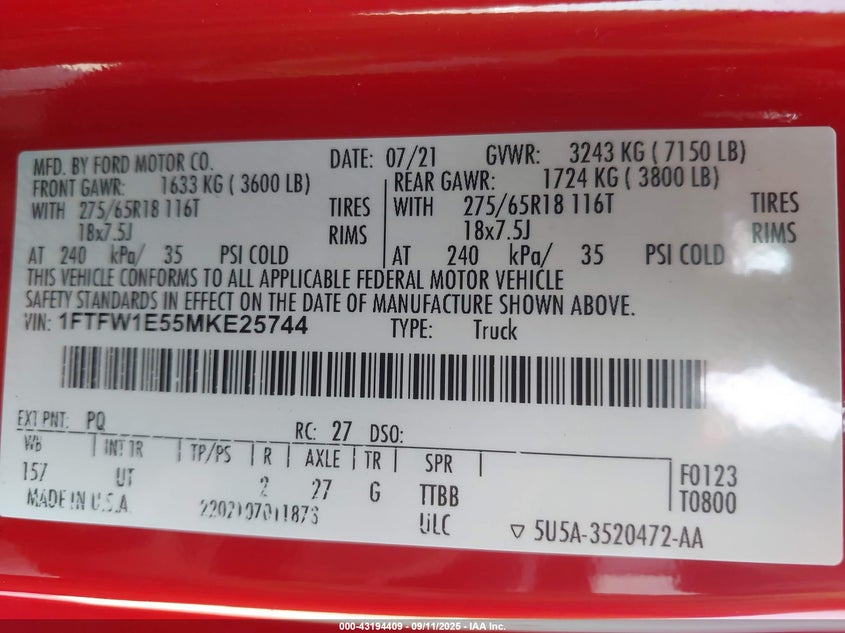 MFD. BY FORD MOTOR CO. DATE: 07/21 GVWR: 3243 KG ( 7150 LB)
FRONT GAWR: 1633 KG ( 3600 LB) REAR GAWR: 1724 KG ( 3800 LB)
WITH 275/65R18 116T TIRES WITH 275/65R18 116T TIRES
18x7.5J RIMS 18x7.5J RIMS
AT 240 kPa/ 35 PSI COLD AT 240 kPa/ 35 PSI COLD
THIS VEHICLE CONFORMS TO ALL APPLICABLE FEDERAL MOTOR VEHICLE
SAFETY STANDARDS IN EFFECT ON THE DATE OF MANUFACTURE SHOWN ABOVE.
VIN: 1FTFW1E55MKE25744 TYPE: Truck
EXT PNT: PQ RC: 27 DSO:
WB INT TR TP/PS R AXLE TR SPR F0123
157 UT 2 27 G TTBB T0800
MADE IN U.S.A. 2202107011873 ULC 5U5A-3520472-AA
000-43194409 - 09/11/2025 - IAA Inc.